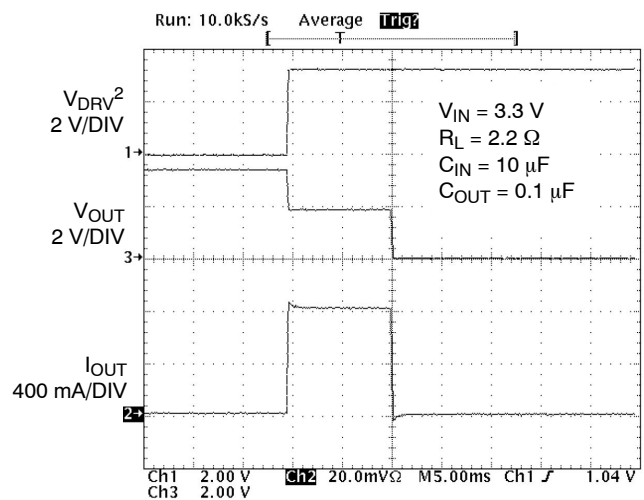 Run: 10.0kS/s Average Trig?
VDRV²
2 V/DIV
1→
VIN = 3.3 V
RL = 2.2 Ω
CIN = 10 µF
COUT = 0.1 µF
VOUT
2 V/DIV
3→
IOUT
400 mA/DIV
2→
Ch1 2.00 V Ch2 20.0mVΩ M5.00ms Ch1 ƒ 1.04 V
Ch3 2.00 V